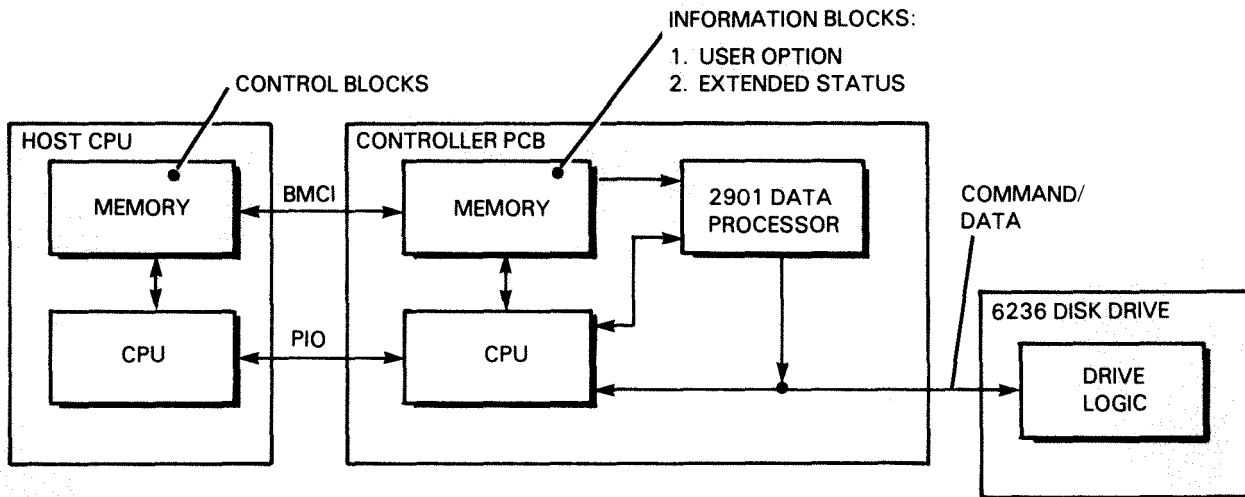 INFORMATION BLOCKS:
1. USER OPTION
2. EXTENDED STATUS
CONTROL BLOCKS
HOST CPU
CONTROLLER PCB
MEMORY
BMCI
MEMORY
2901 DATA
PROCESSOR
COMMAND/
DATA
CPU
PIO
CPU
6236 DISK DRIVE
DRIVE
LOGIC